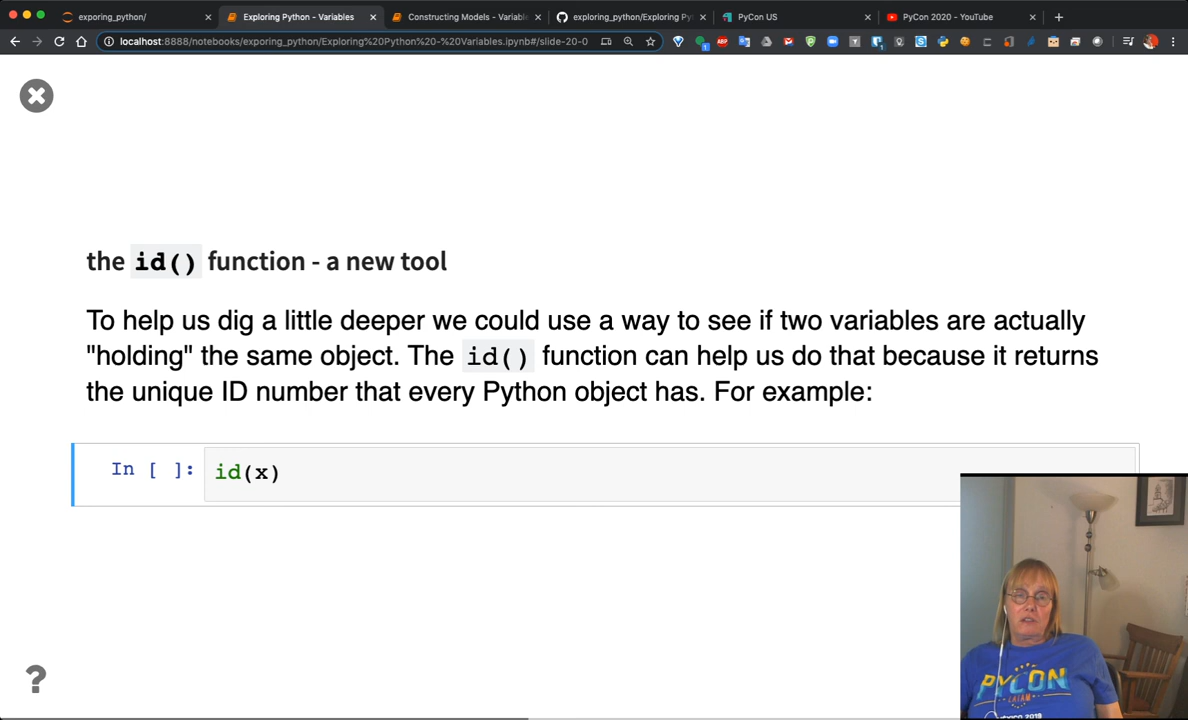 exporing_python/
Exploring Python - Variables
Constructing Models - Variabl
exploring_python/Exploring Py
PyCon US
PyCon 2020 - YouTube
localhost:8888/notebooks/exporing_python/Exploring%20Python%20-%20Variables.ipynb#/slide-20-0
the id() function - a new tool
To help us dig a little deeper we could use a way to see if two variables are actually
"holding" the same object. The id() function can help us do that because it returns
the unique ID number that every Python object has. For example:
In [ ]: id(x)
PYCON
?